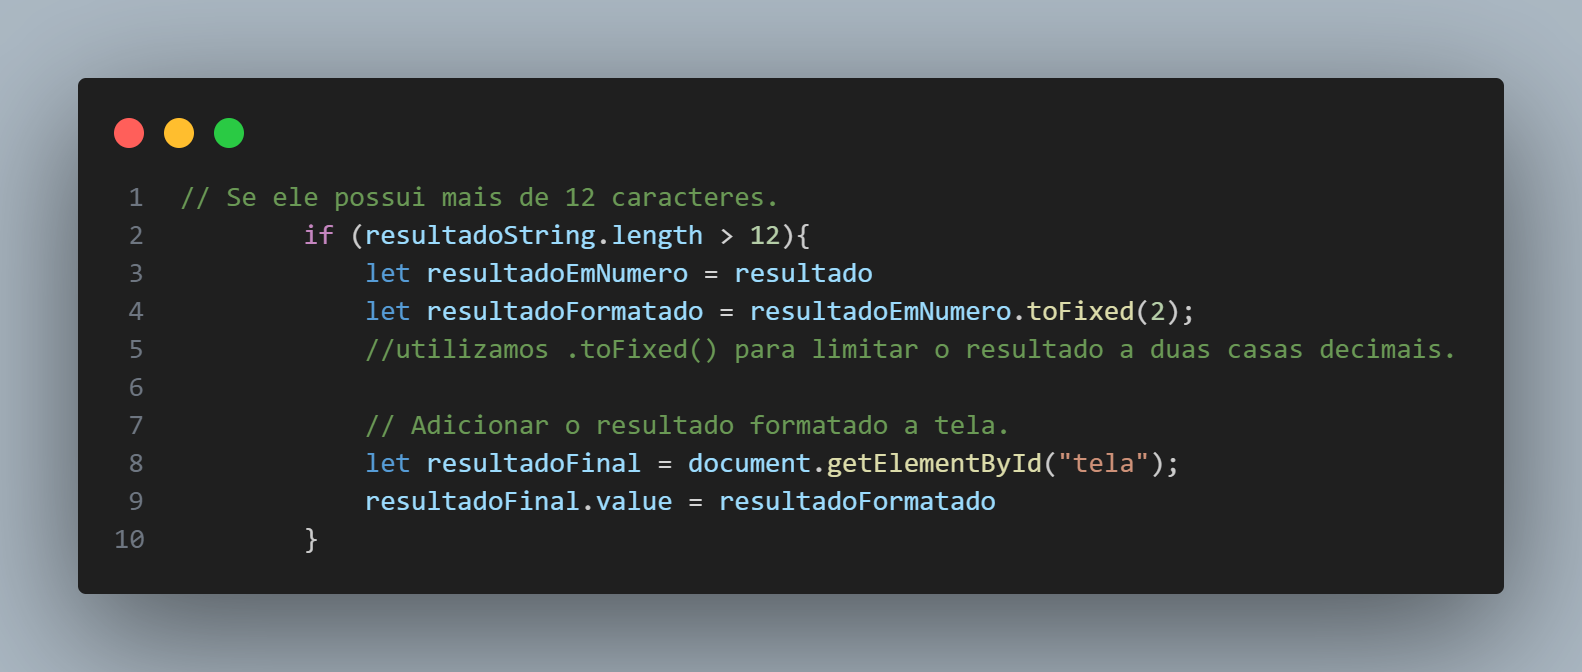 1 // Se ele possui mais de 12 caracteres.
2 if (resultadoString.length > 12){
3 let resultadoEmNumero = resultado
4 let resultadoFormatado = resultadoEmNumero.toFixed(2);
5 //utilizamos .toFixed() para limitar o resultado a duas casas decimais.
6
7 // Adicionar o resultado formatado a tela.
8 let resultadoFinal = document.getElementById("tela");
9 resultadoFinal.value = resultadoFormatado
10 }